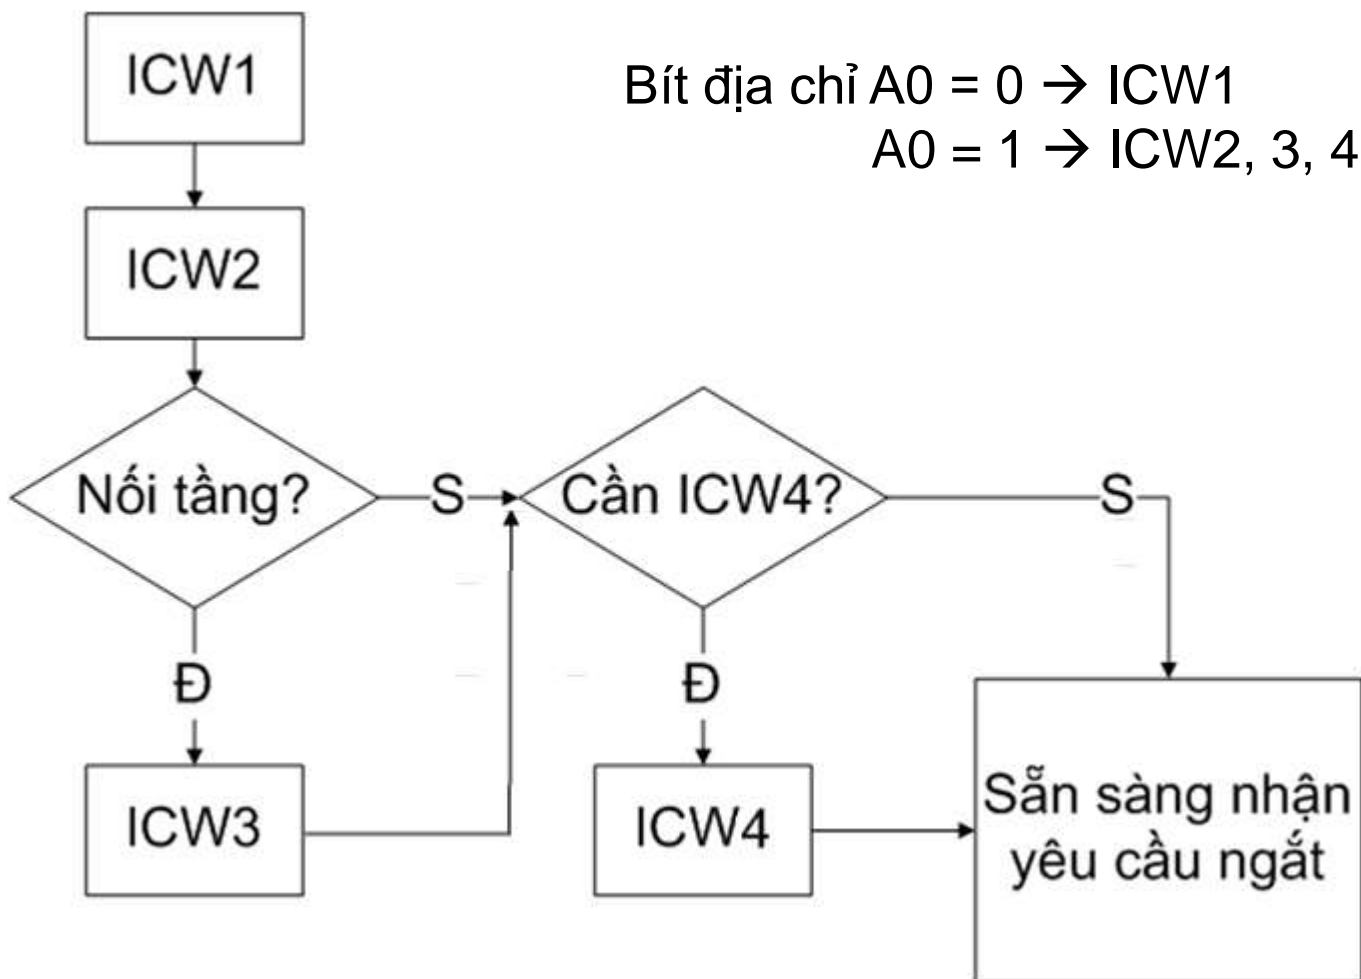 ICW1
Bít địa chỉ A0 = 0 → ICW1
A0 = 1 → ICW2, 3, 4
ICW2
Nối tầng?
S
Cần ICW4?
S
Đ
Đ
ICW3
ICW4
Sẵn sàng nhận
yêu cầu ngắt